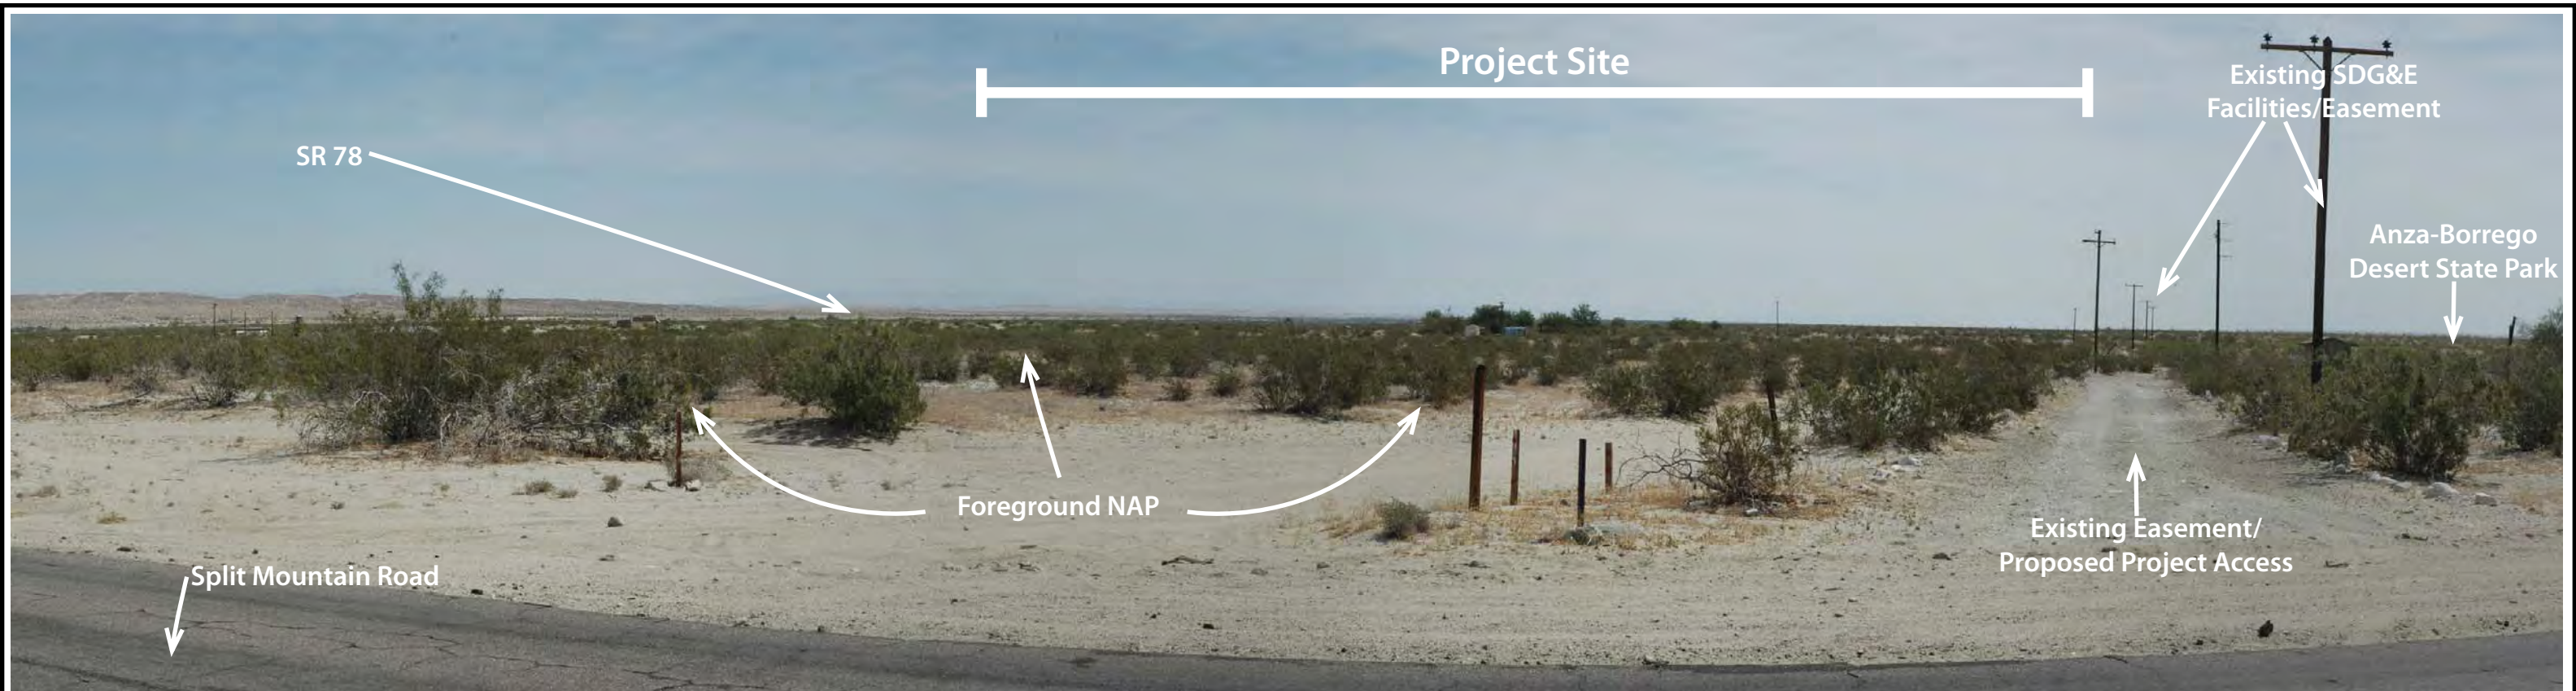 Project Site
Existing SDG&E
Facilities/Easement
SR 78
Anza-Borrego
Desert State Park
Foreground NAP
Existing Easement/
Proposed Project Access
Split Mountain Road